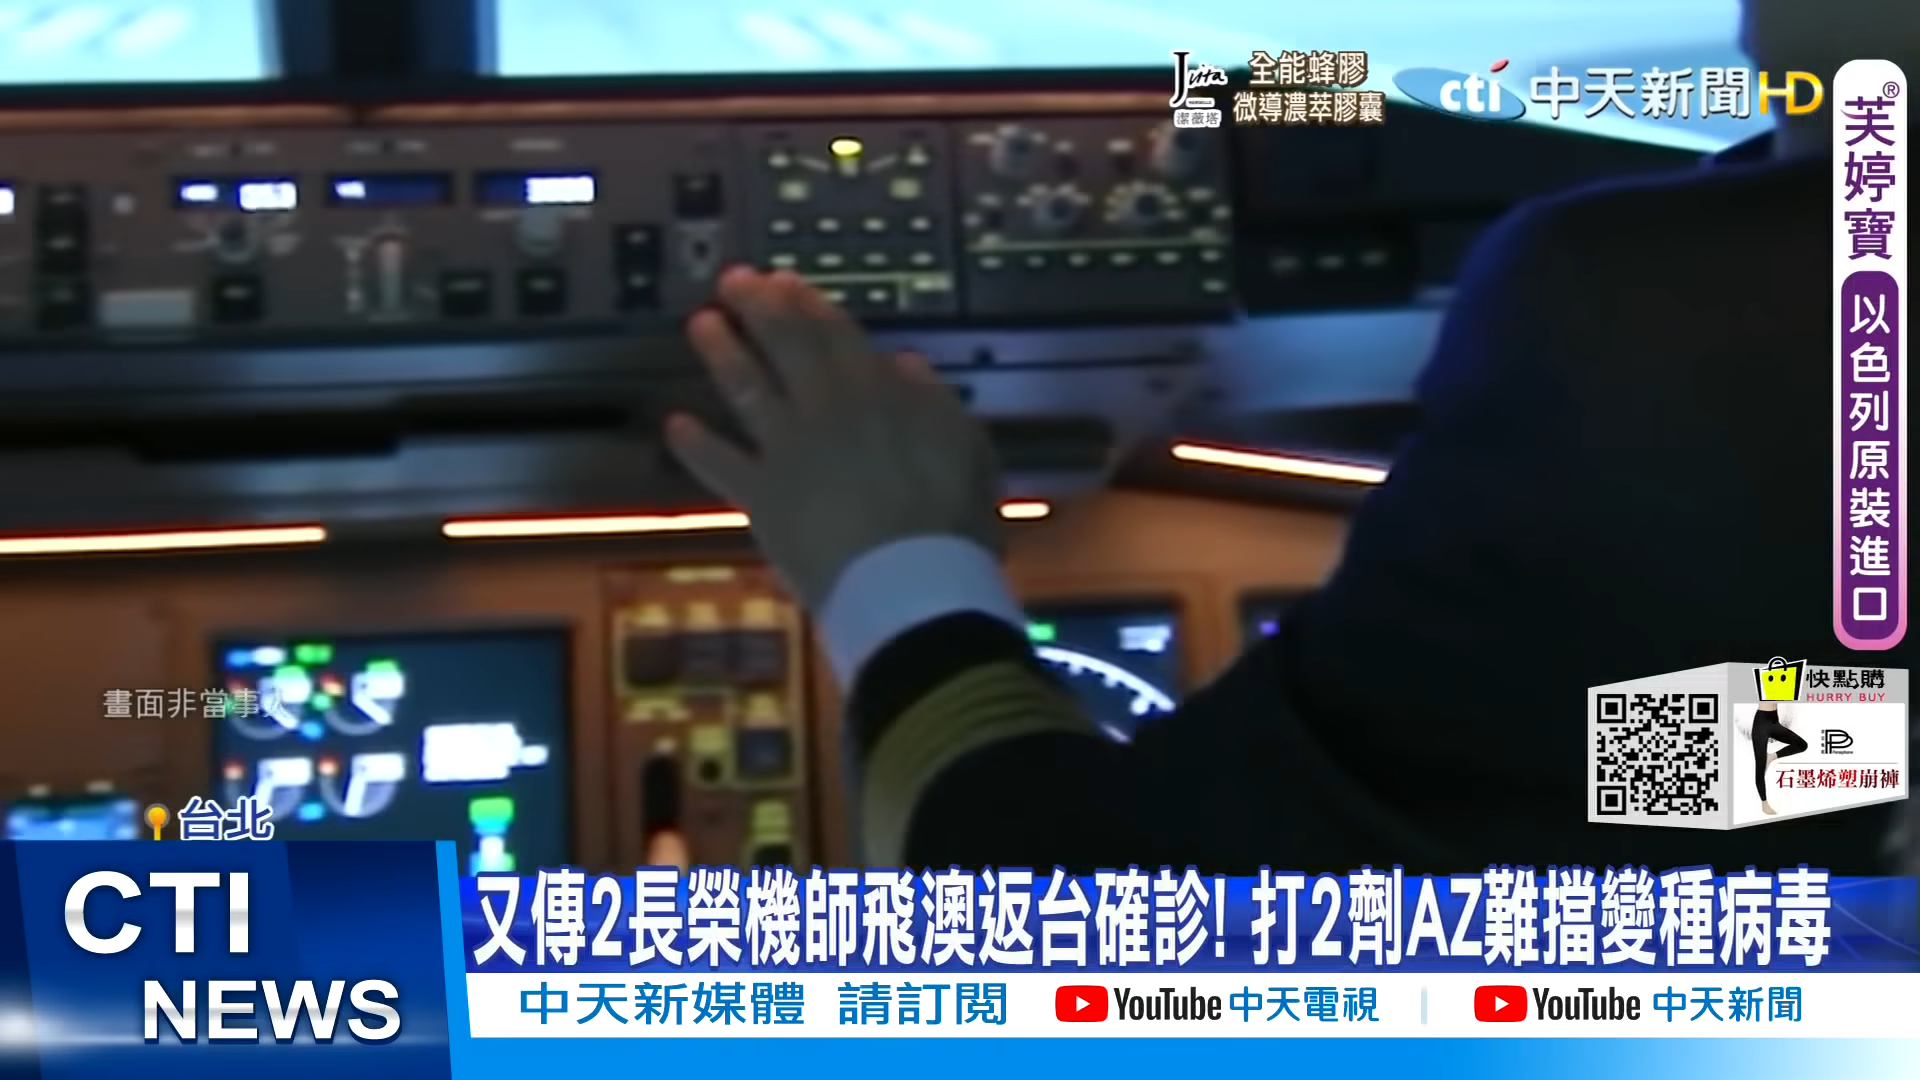 Jvita
潔薇塔
全能蜂膠
微導濃萃膠囊
cti 中天新聞HD
芙婷寶®
以色列原裝進口
快點購
HURRY BUY
石墨烯塑崩褲
畫面非當事人
台北
CTI
NEWS
又傳2長榮機師飛澳返台確診! 打2劑AZ難擋變種病毒
中天新媒體 請訂閱 YouTube 中天電視 | YouTube 中天新聞